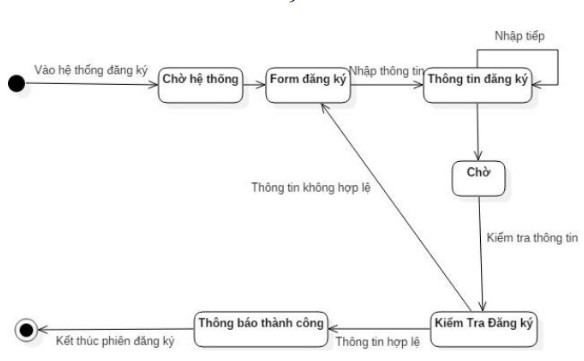 Nhập tiếp
Vào hệ thống đăng ký
Chờ hệ thống
Form đăng ký
Nhập thông tin
Thông tin đăng ký
Chờ
Thông tin không hợp lệ
Kiểm tra thông tin
Thông báo thành công
Kiểm Tra Đăng ký
Kết thúc phiên đăng ký
Thông tin hợp lệ